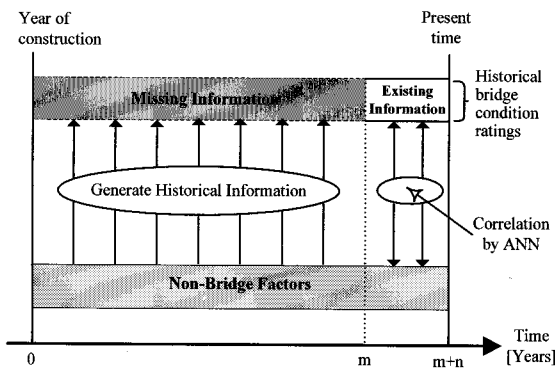 Year of
construction
Present
time
Missing Information
Existing
Information
Historical
bridge
condition
ratings
Generate Historical Information
Correlation
by ANN
Non-Bridge Factors
Time
[Years]
0
m
m+n